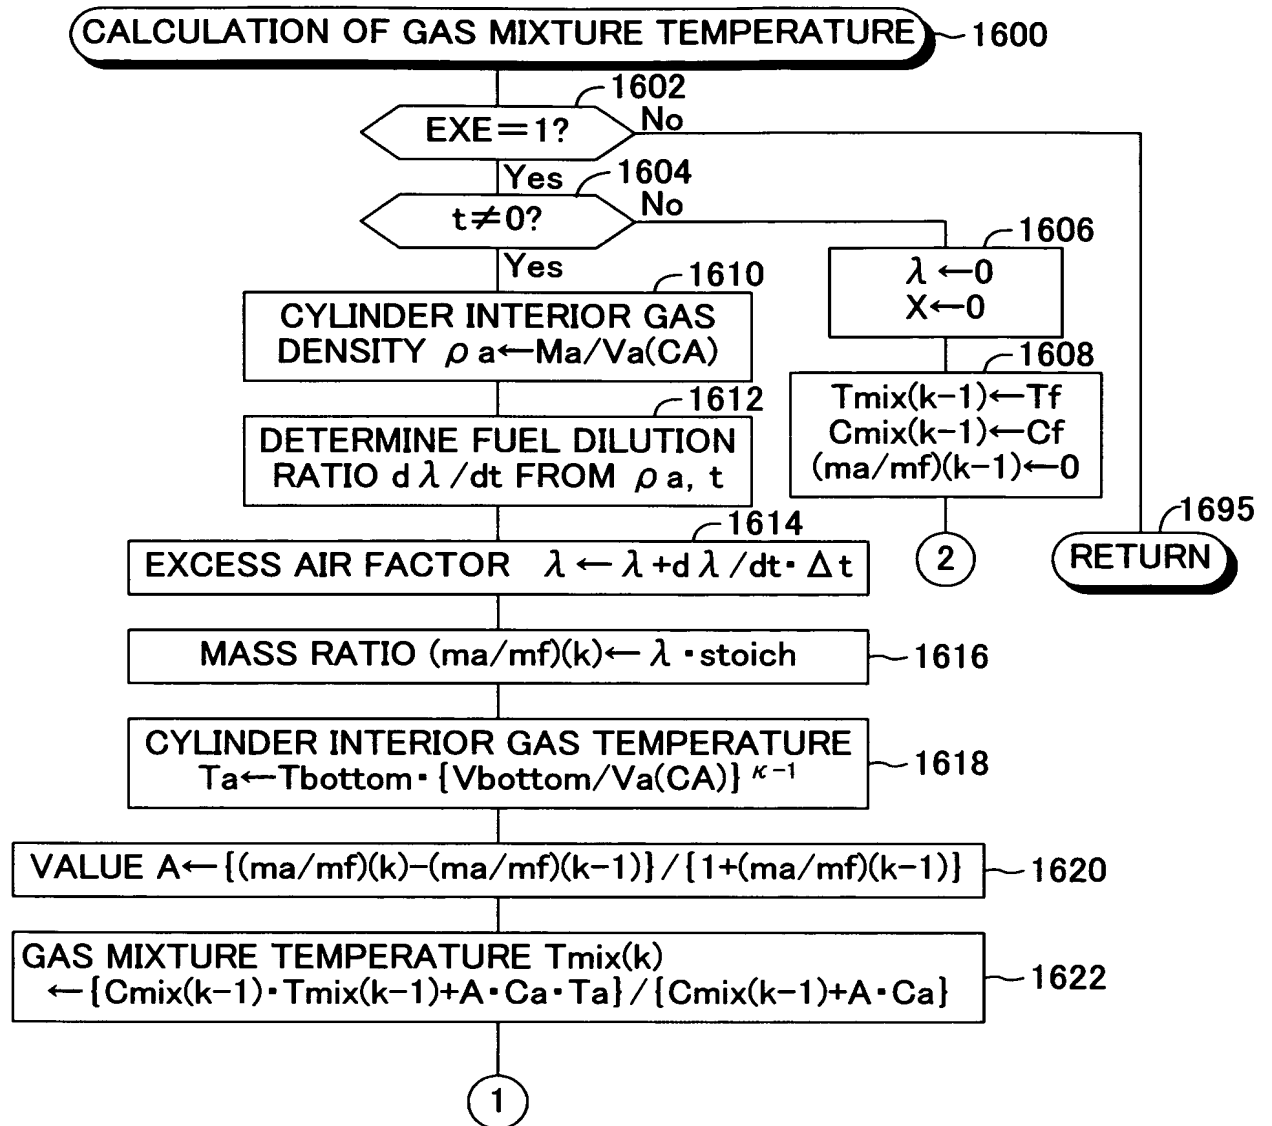 CALCULATION OF GAS MIXTURE TEMPERATURE
1600
1602
EXE=1?
No
Yes
1604
t≠0?
No
Yes
1606
λ←0
X←0
1608
Tmix(k-1)←Tf
Cmix(k-1)←Cf
(ma/mf)(k-1)←0
2
1695
RETURN
1610
CYLINDER INTERIOR GAS
DENSITY ρa←Ma/Va(CA)
1612
DETERMINE FUEL DILUTION
RATIO dλ/dt FROM ρa, t
1614
EXCESS AIR FACTOR λ←λ+dλ/dt·Δt
MASS RATIO (ma/mf)(k)←λ·stoich
1616
CYLINDER INTERIOR GAS TEMPERATURE
Ta←Tbottom·{Vbottom/Va(CA)}^κ-1
1618
VALUE A←{(ma/mf)(k)-(ma/mf)(k-1)}/{1+(ma/mf)(k-1)}
1620
GAS MIXTURE TEMPERATURE Tmix(k)
←{Cmix(k-1)·Tmix(k-1)+A·Ca·Ta}/{Cmix(k-1)+A·Ca}
1622
1